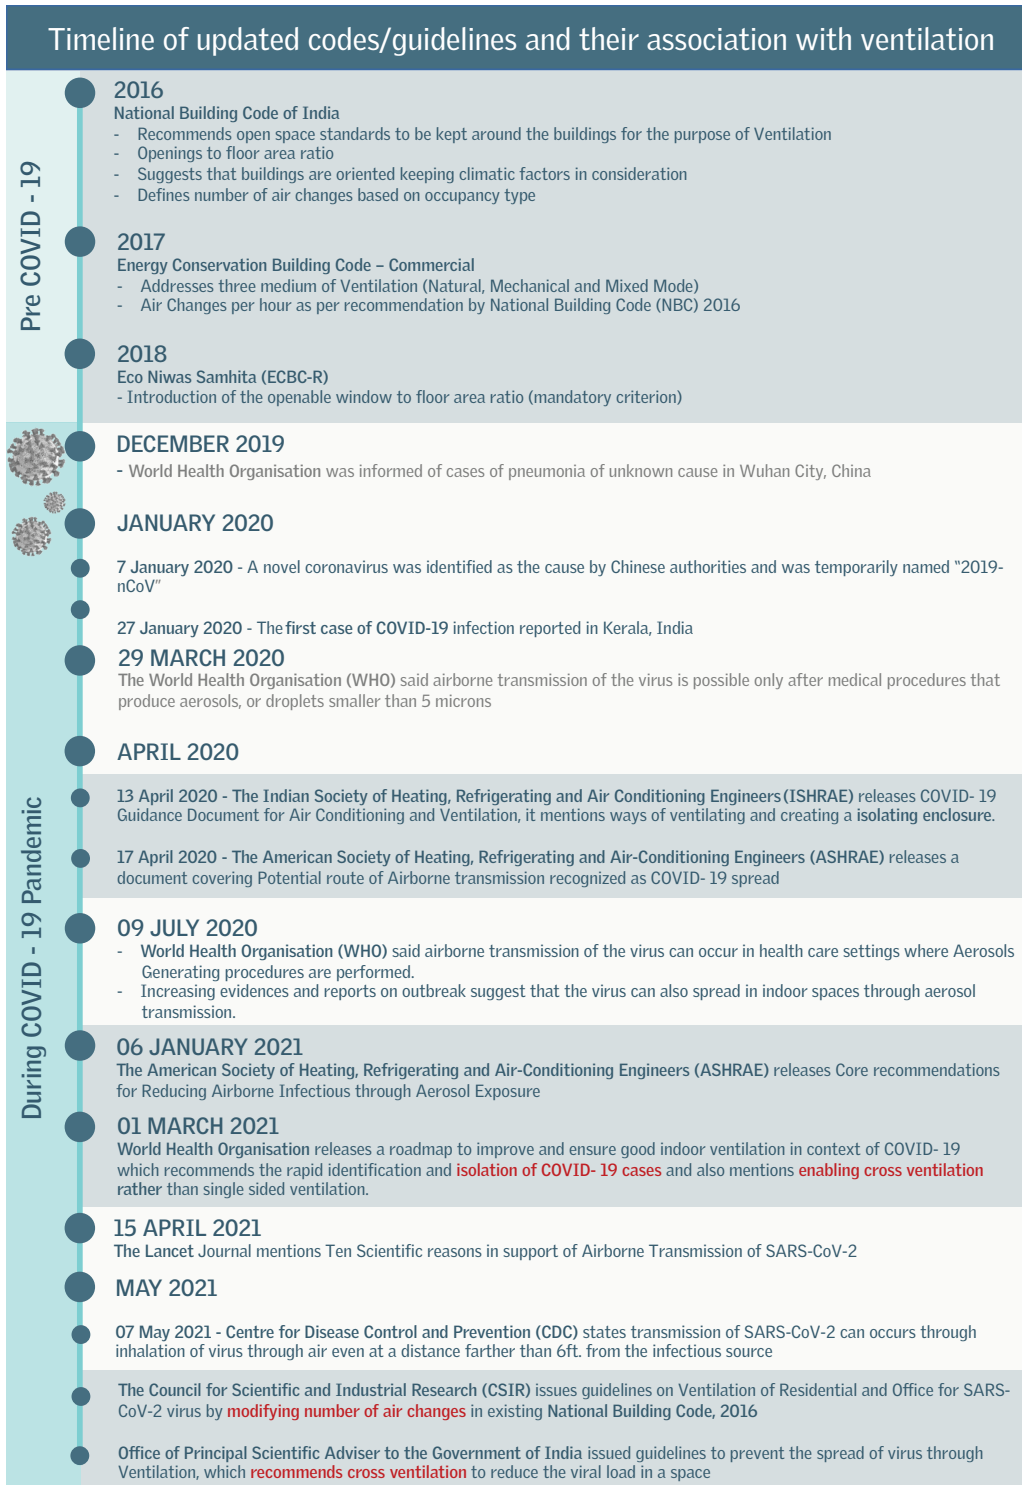 Timeline of updated codes/guidelines and their association with ventilation
Pre COVID - 19
2016
National Building Code of India
- Recommends open space standards to be kept around the buildings for the purpose of Ventilation
- Openings to floor area ratio
- Suggests that buildings are oriented keeping climatic factors in consideration
- Defines number of air changes based on occupancy type
2017
Energy Conservation Building Code – Commercial
- Addresses three medium of Ventilation (Natural, Mechanical and Mixed Mode)
- Air Changes per hour as per recommendation by National Building Code (NBC) 2016
2018
Eco Niwas Samhita (ECBC-R)
- Introduction of the openable window to floor area ratio (mandatory criterion)
During COVID - 19 Pandemic
DECEMBER 2019
- World Health Organisation was informed of cases of pneumonia of unknown cause in Wuhan City, China
JANUARY 2020
7 January 2020 - A novel coronavirus was identified as the cause by Chinese authorities and was temporarily named “2019-
nCoV”
27 January 2020 - The first case of COVID-19 infection reported in Kerala, India
29 MARCH 2020
The World Health Organisation (WHO) said airborne transmission of the virus is possible only after medical procedures that
produce aerosols, or droplets smaller than 5 microns
APRIL 2020
13 April 2020 - The Indian Society of Heating, Refrigerating and Air Conditioning Engineers (ISHRAE) releases COVID- 19
Guidance Document for Air Conditioning and Ventilation, it mentions ways of ventilating and creating a isolating enclosure.
17 April 2020 - The American Society of Heating, Refrigerating and Air-Conditioning Engineers (ASHRAE) releases a
document covering Potential route of Airborne transmission recognized as COVID- 19 spread
09 JULY 2020
- World Health Organisation (WHO) said airborne transmission of the virus can occur in health care settings where Aerosols
Generating procedures are performed.
- Increasing evidences and reports on outbreak suggest that the virus can also spread in indoor spaces through aerosol
transmission.
06 JANUARY 2021
The American Society of Heating, Refrigerating and Air-Conditioning Engineers (ASHRAE) releases Core recommendations
for Reducing Airborne Infectious through Aerosol Exposure
01 MARCH 2021
World Health Organisation releases a roadmap to improve and ensure good indoor ventilation in context of COVID- 19
which recommends the rapid identification and isolation of COVID- 19 cases and also mentions enabling cross ventilation
rather than single sided ventilation.
15 APRIL 2021
The Lancet Journal mentions Ten Scientific reasons in support of Airborne Transmission of SARS-CoV-2
MAY 2021
07 May 2021 - Centre for Disease Control and Prevention (CDC) states transmission of SARS-CoV-2 can occurs through
inhalation of virus through air even at a distance farther than 6ft. from the infectious source
The Council for Scientific and Industrial Research (CSIR) issues guidelines on Ventilation of Residential and Office for SARS-
CoV-2 virus by modifying number of air changes in existing National Building Code, 2016
Office of Principal Scientific Adviser to the Government of India issued guidelines to prevent the spread of virus through
Ventilation, which recommends cross ventilation to reduce the viral load in a space